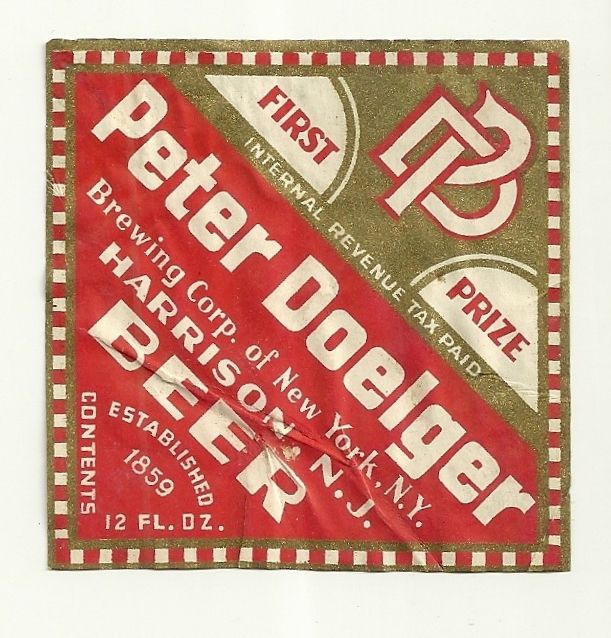 FIRST
PRIZE
PD
INTERNAL REVENUE TAX PAID
Peter Doelger
Brewing Corp. of New York, N.Y.
HARRISON, N.J.
BEER
ESTABLISHED
1859
CONTENTS
12 FL. OZ.